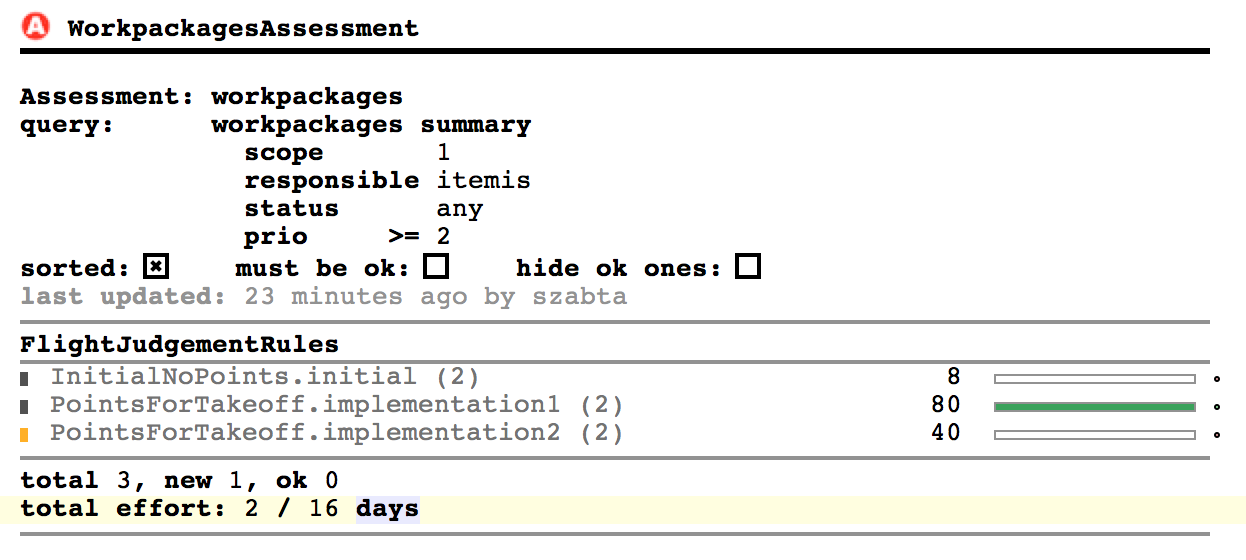 A WorkpackagesAssessment
Assessment: workpackages
query: workpackages summary
scope 1
responsible itemis
status any
prio >= 2
sorted: must be ok: hide ok ones:
last updated: 23 minutes ago by szabta
FlightJudgementRules
InitialNoPoints.initial (2) 8
PointsForTakeoff.implementation1 (2) 80
PointsForTakeoff.implementation2 (2) 40
total 3, new 1, ok 0
total effort: 2 / 16 days